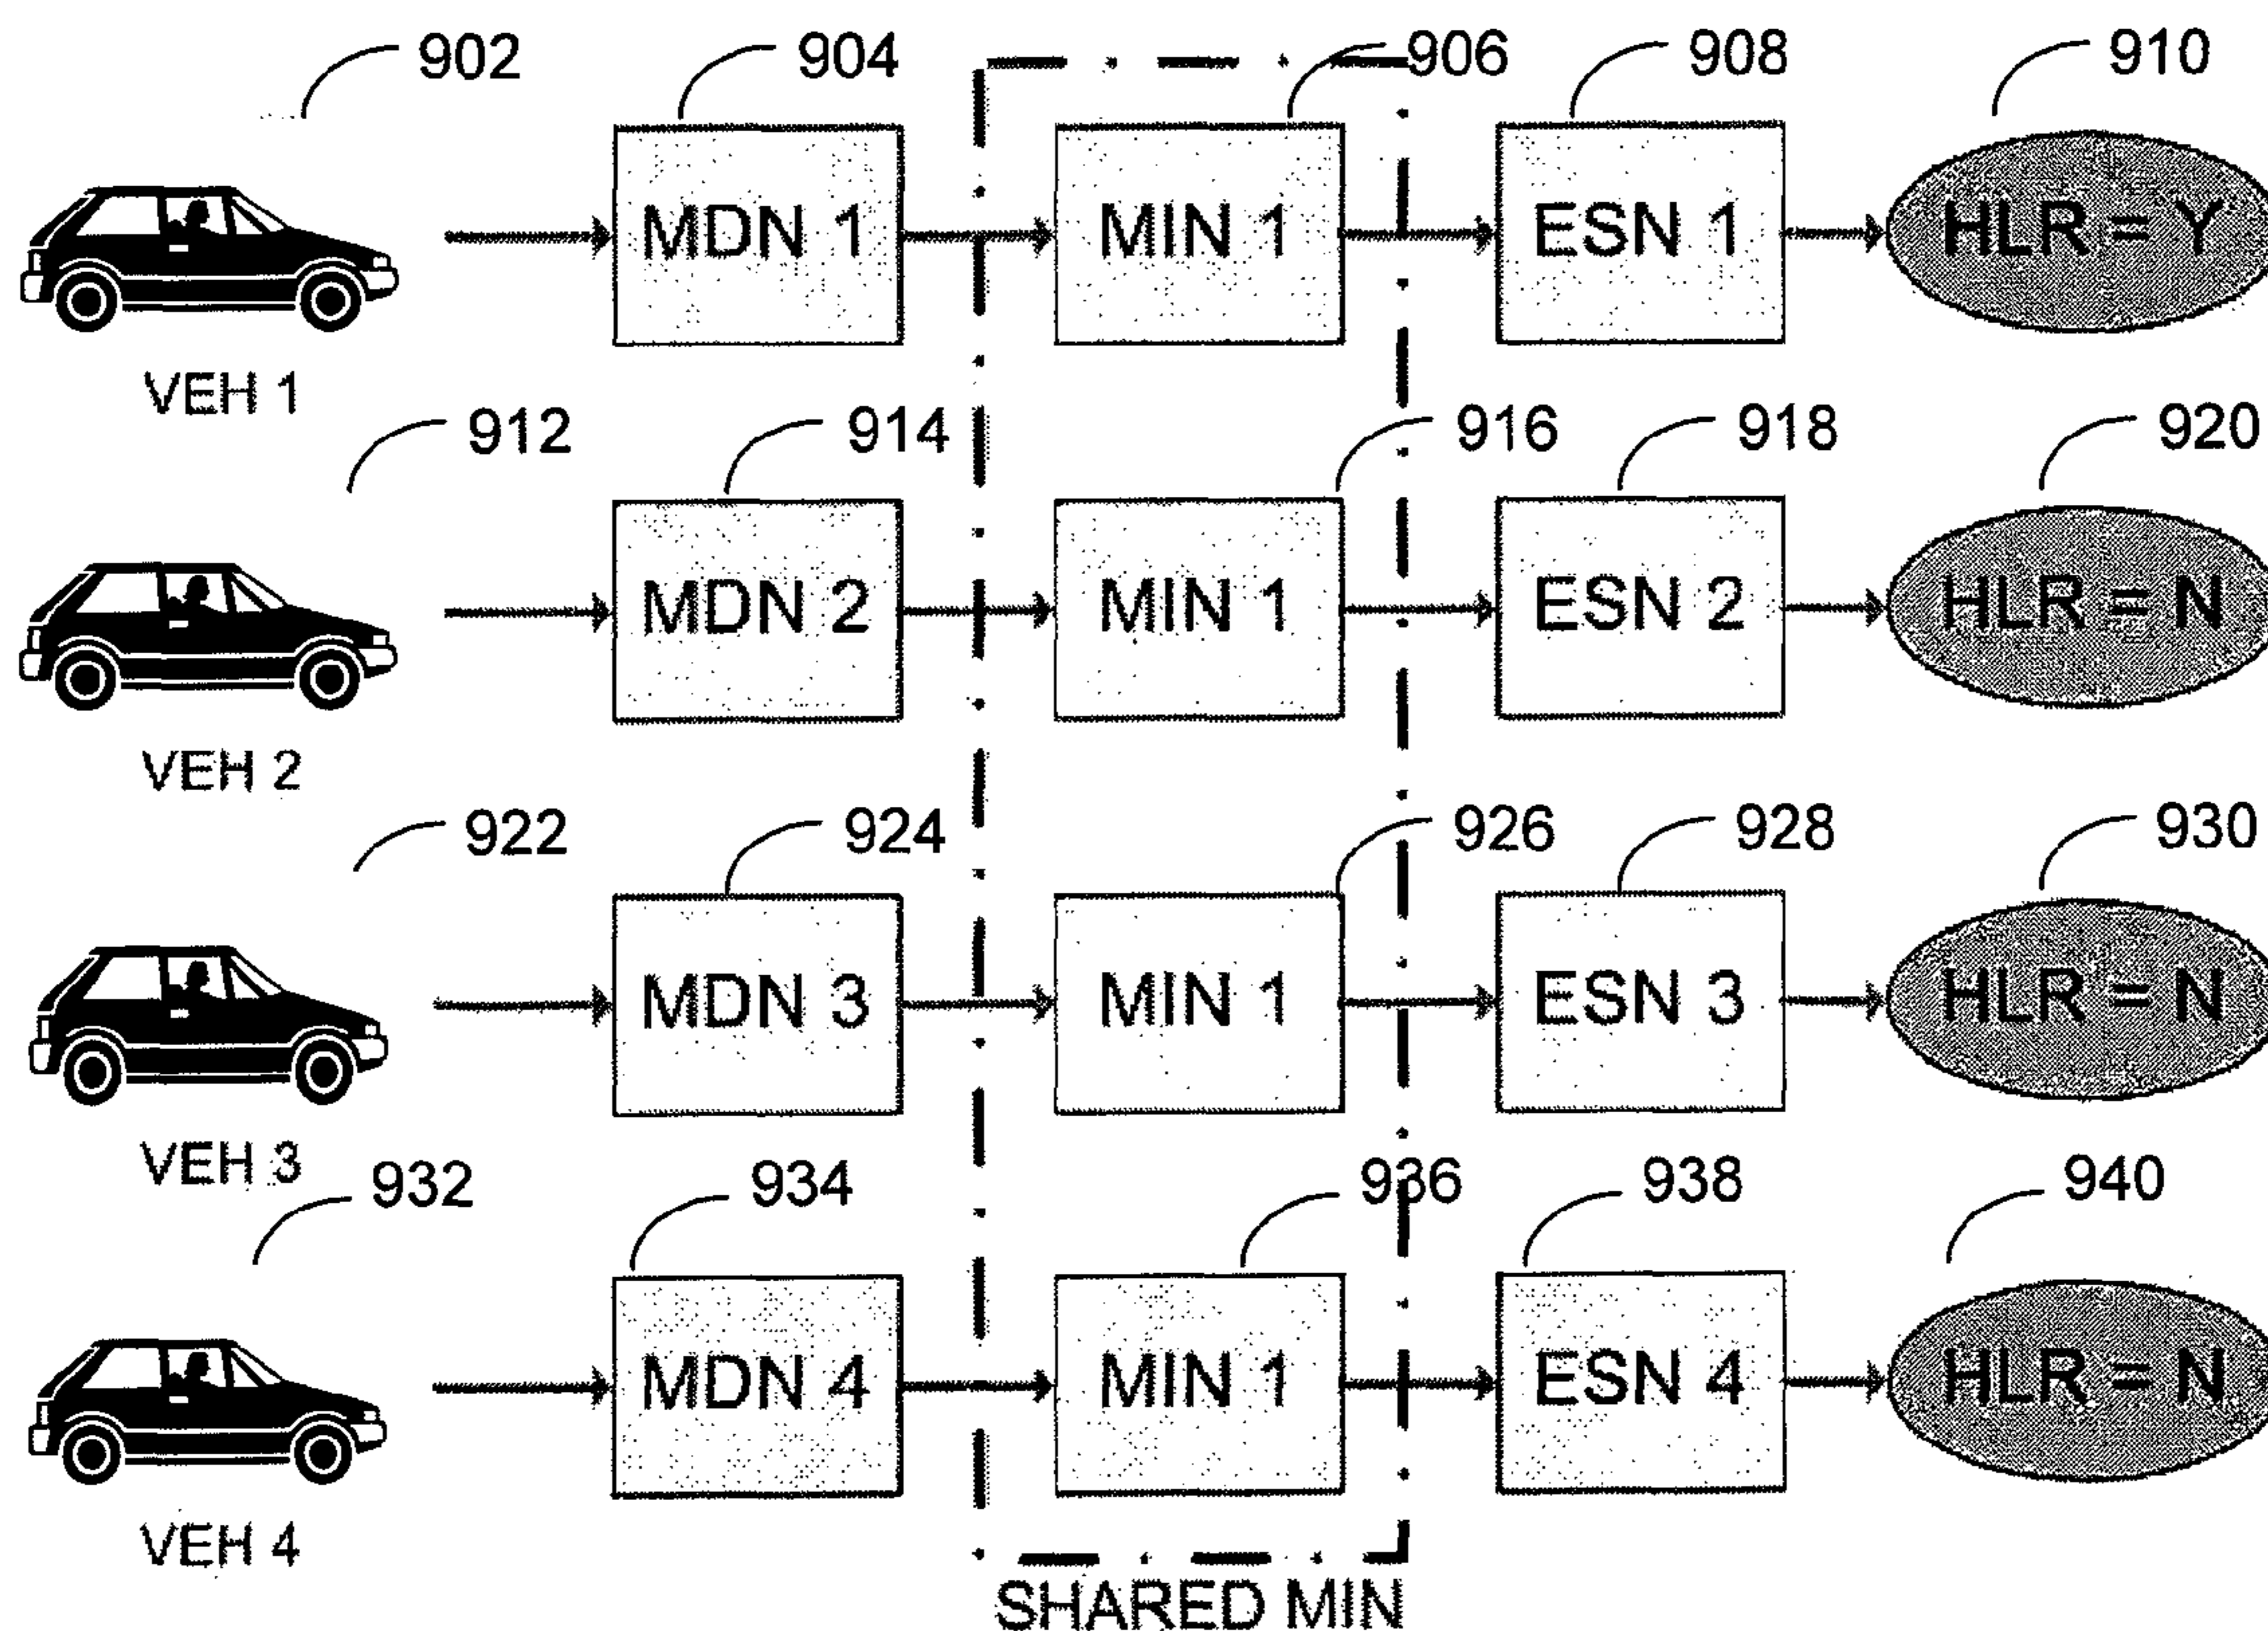 902 904 906 908 910
MDN 1 MIN 1 ESN 1 HLR = Y
VEH 1
912 914 916 918 920
MDN 2 MIN 1 ESN 2 HLR = N
VEH 2
922 924 926 928 930
MDN 3 MIN 1 ESN 3 HLR = N
VEH 3
932 934 936 938 940
MDN 4 MIN 1 ESN 4 HLR = N
VEH 4
SHARED MIN